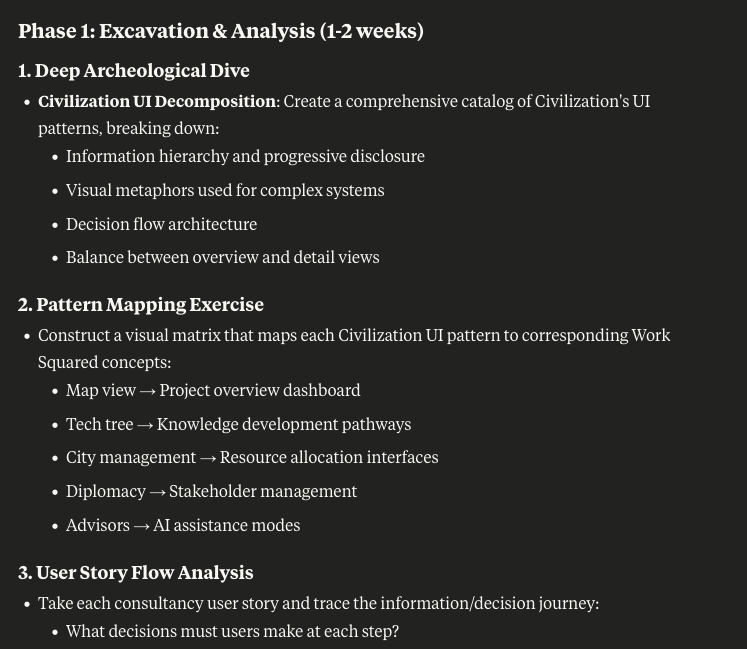 Phase 1: Excavation & Analysis (1-2 weeks)
1. Deep Archeological Dive
• Civilization UI Decomposition: Create a comprehensive catalog of Civilization's UI
patterns, breaking down:
• Information hierarchy and progressive disclosure
• Visual metaphors used for complex systems
• Decision flow architecture
• Balance between overview and detail views
2. Pattern Mapping Exercise
• Construct a visual matrix that maps each Civilization UI pattern to corresponding Work
Squared concepts:
• Map view → Project overview dashboard
• Tech tree → Knowledge development pathways
• City management → Resource allocation interfaces
• Diplomacy → Stakeholder management
• Advisors → AI assistance modes
3. User Story Flow Analysis
• Take each consultancy user story and trace the information/decision journey:
• What decisions must users make at each step?